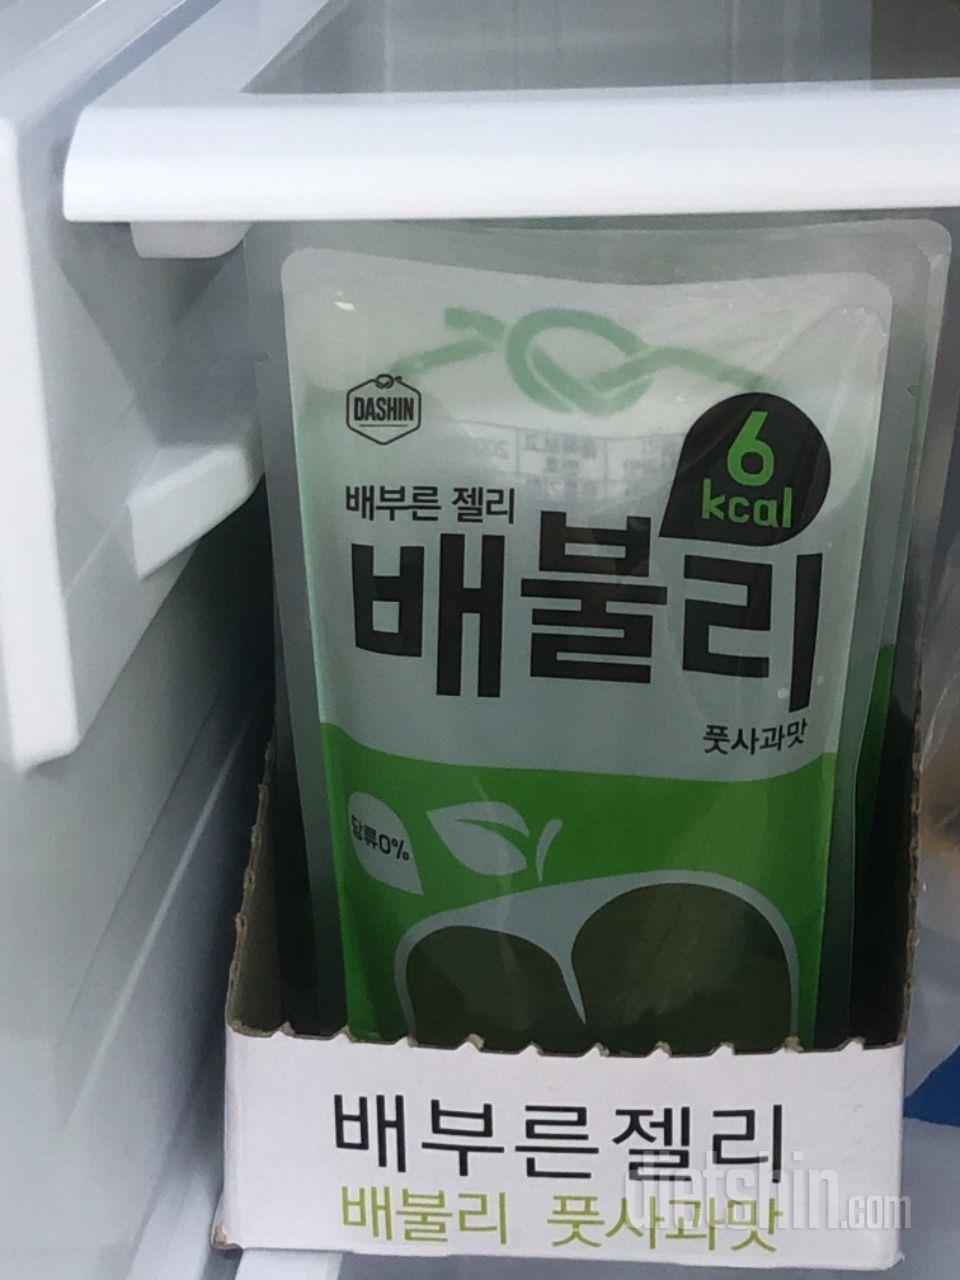 DASHIN
6
kcal
배부른 젤리
배불리
풋사과맛
당류0%
배부른젤리
배불리 풋사과맛
dietshin.com